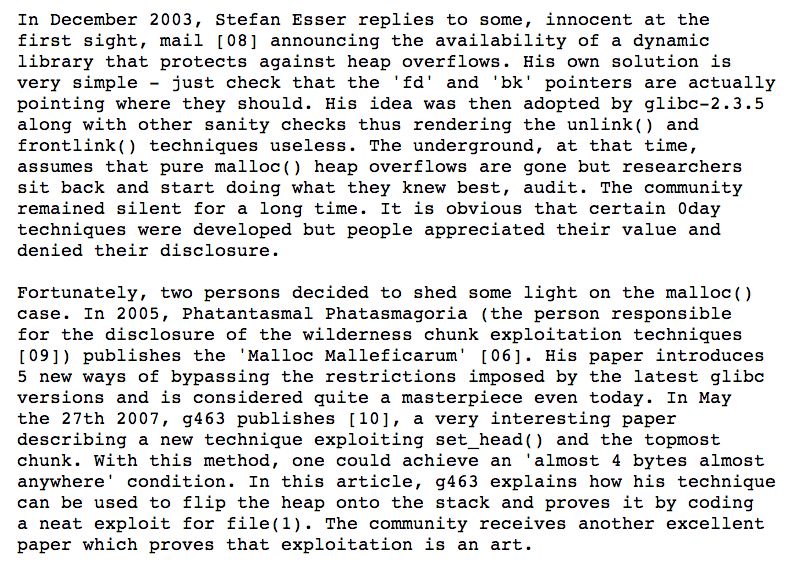 In December 2003, Stefan Esser replies to some, innocent at the
first sight, mail [08] announcing the availability of a dynamic
library that protects against heap overflows. His own solution is
very simple - just check that the 'fd' and 'bk' pointers are actually
pointing where they should. His idea was then adopted by glibc-2.3.5
along with other sanity checks thus rendering the unlink() and
frontlink() techniques useless. The underground, at that time,
assumes that pure malloc() heap overflows are gone but researchers
sit back and start doing what they knew best, audit. The community
remained silent for a long time. It is obvious that certain 0day
techniques were developed but people appreciated their value and
denied their disclosure.

Fortunately, two persons decided to shed some light on the malloc()
case. In 2005, Phatantasmal Phatasmagoria (the person responsible
for the disclosure of the wilderness chunk exploitation techniques
[09]) publishes the 'Malloc Malleficarum' [06]. His paper introduces
5 new ways of bypassing the restrictions imposed by the latest glibc
versions and is considered quite a masterpiece even today. In May
the 27th 2007, g463 publishes [10], a very interesting paper
describing a new technique exploiting set_head() and the topmost
chunk. With this method, one could achieve an 'almost 4 bytes almost
anywhere' condition. In this article, g463 explains how his technique
can be used to flip the heap onto the stack and proves it by coding
a neat exploit for file(1). The community receives another excellent
paper which proves that exploitation is an art.